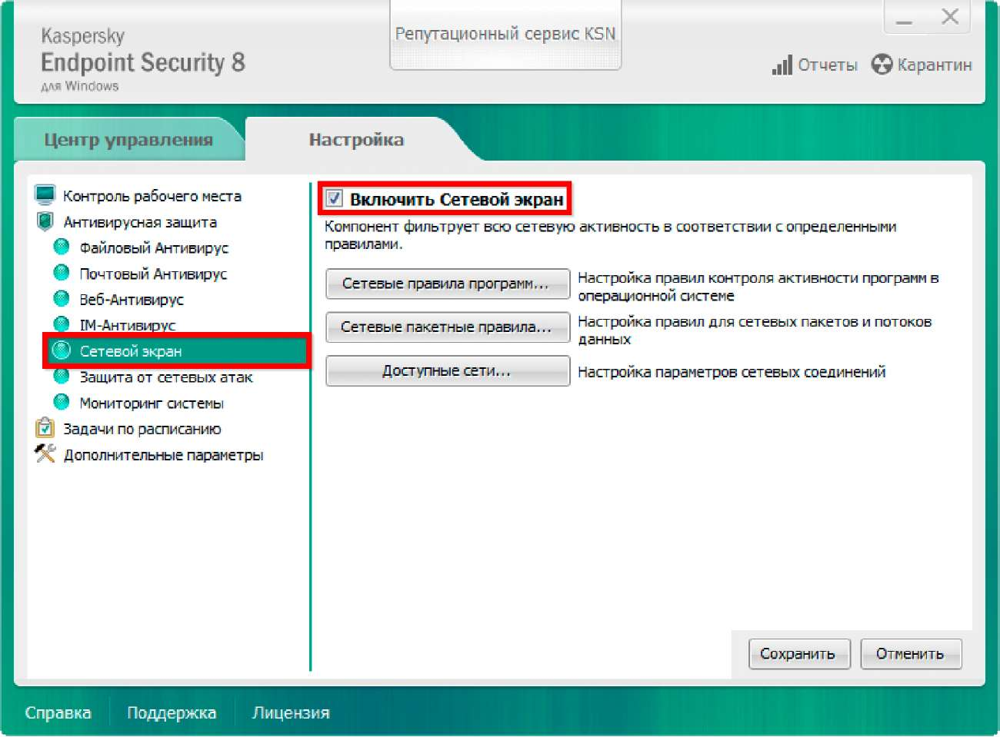 Kaspersky
Endpoint Security 8
для Windows
Репутационный сервис KSN
Отчеты
Карантин
Центр управления
Настройка
Контроль рабочего места
Антивирусная защита
Файловый Антивирус
Почтовый Антивирус
Веб-Антивирус
IM-Антивирус
Сетевой экран
Защита от сетевых атак
Мониторинг системы
Задачи по расписанию
Дополнительные параметры
Включить Сетевой экран
Компонент фильтрует всю сетевую активность в соответствии с определенными
правилами.
Сетевые правила программ...
Настройка правил контроля активности программ в
операционной системе
Сетевые пакетные правила...
Настройка правил для сетевых пакетов и потоков
данных
Доступные сети...
Настройка параметров сетевых соединений
Сохранить
Отменить
Справка
Поддержка
Лицензия